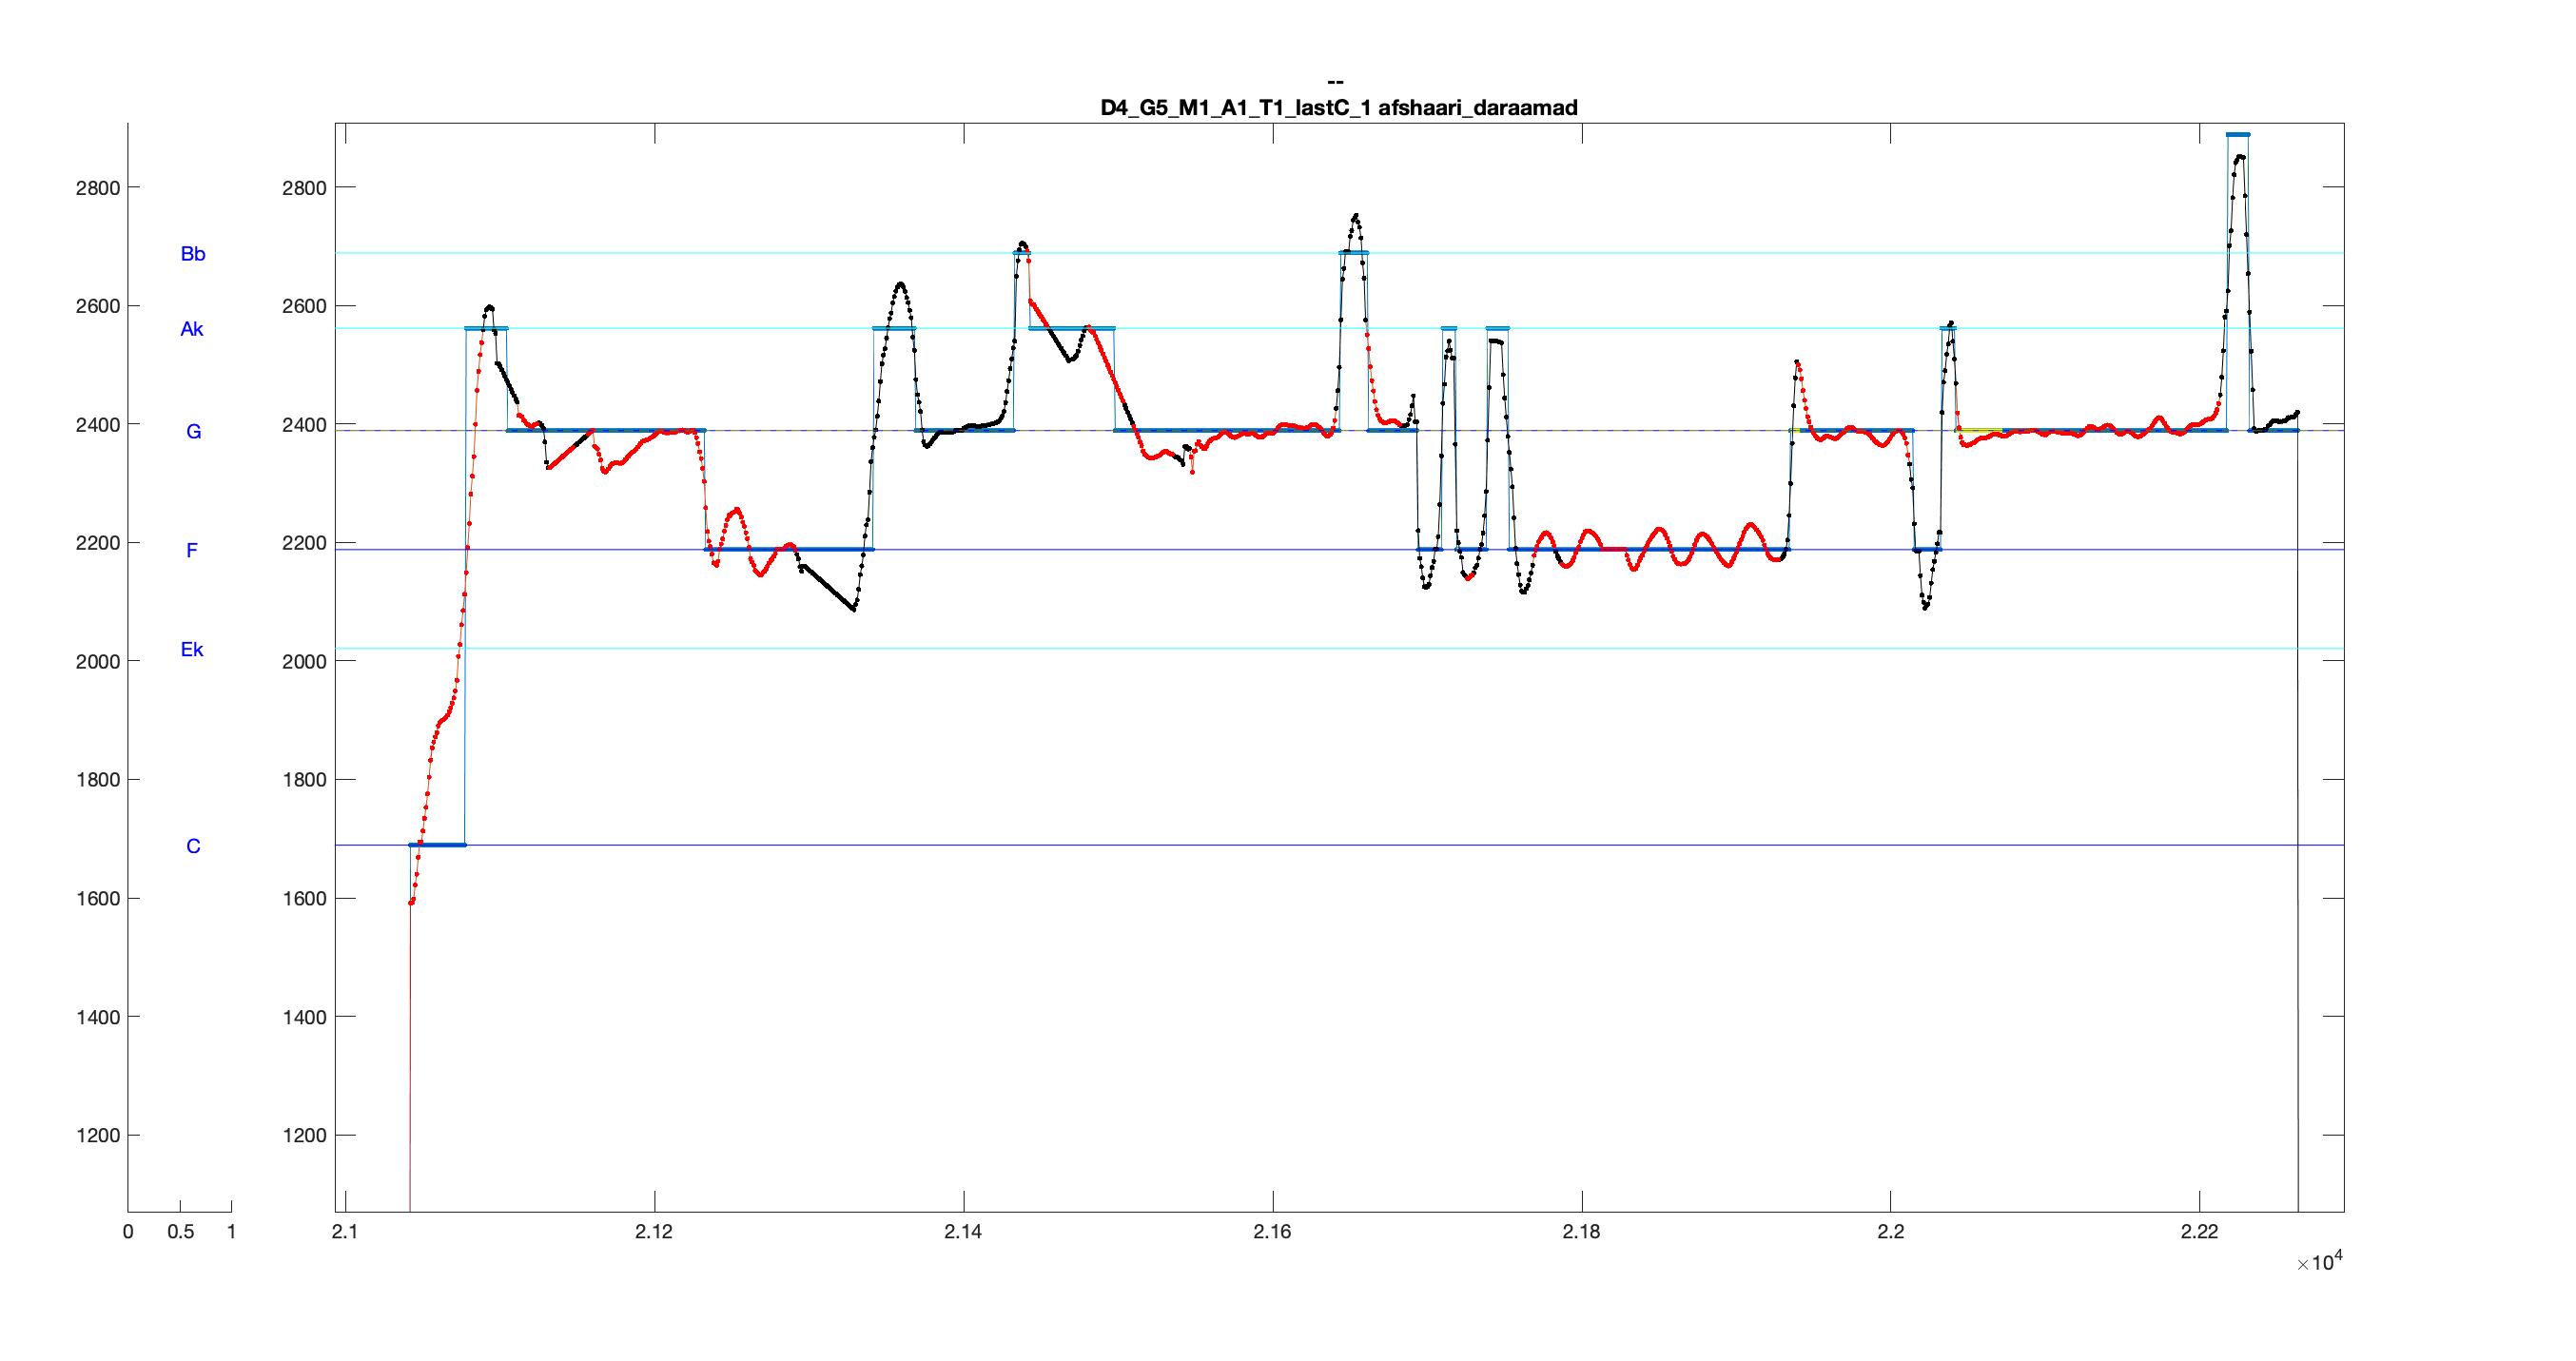 --
D4_G5_M1_A1_T1_lastC_1 afshaari_daraamad
2800 2800
Bb
2600 2600
Ak
2400 2400
G
2200 2200
F
2000 2000
Ek
1800 1800
C
1600 1600
1400 1400
1200 1200
0 0.5 1 2.1 2.12 2.14 2.16 2.18 2.2 2.22
×10⁴